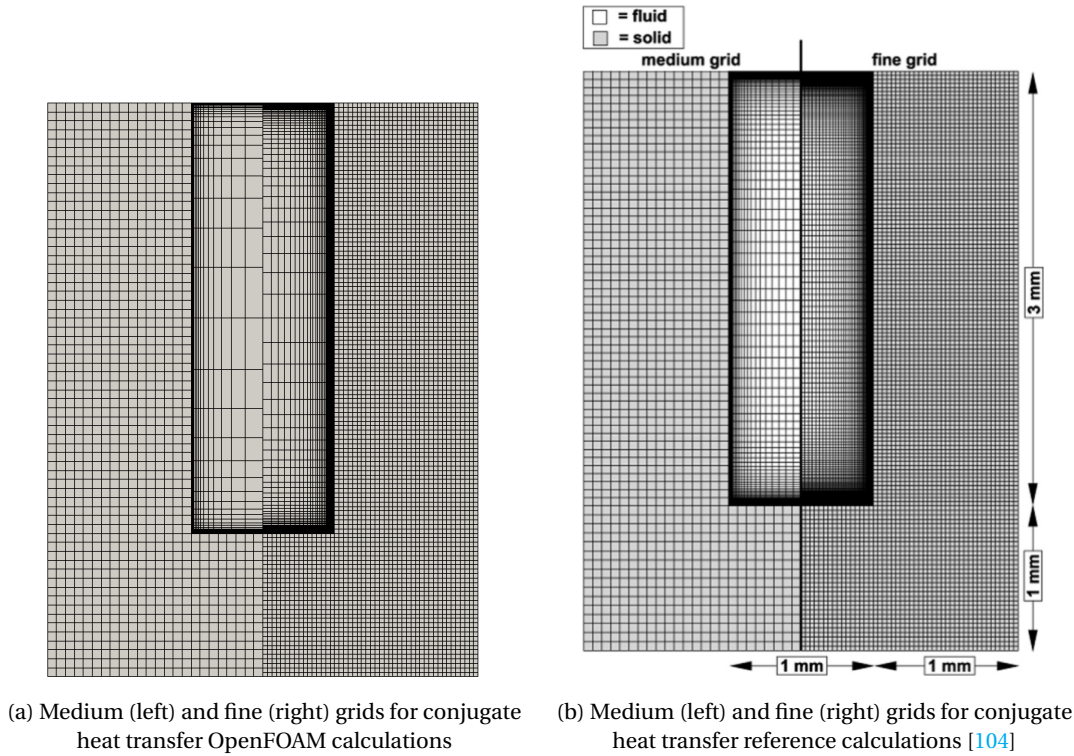 = fluid
= solid
medium grid
fine grid
3 mm
1 mm
1 mm
1 mm
(a) Medium (left) and fine (right) grids for conjugate
heat transfer OpenFOAM calculations
(b) Medium (left) and fine (right) grids for conjugate
heat transfer reference calculations [104]